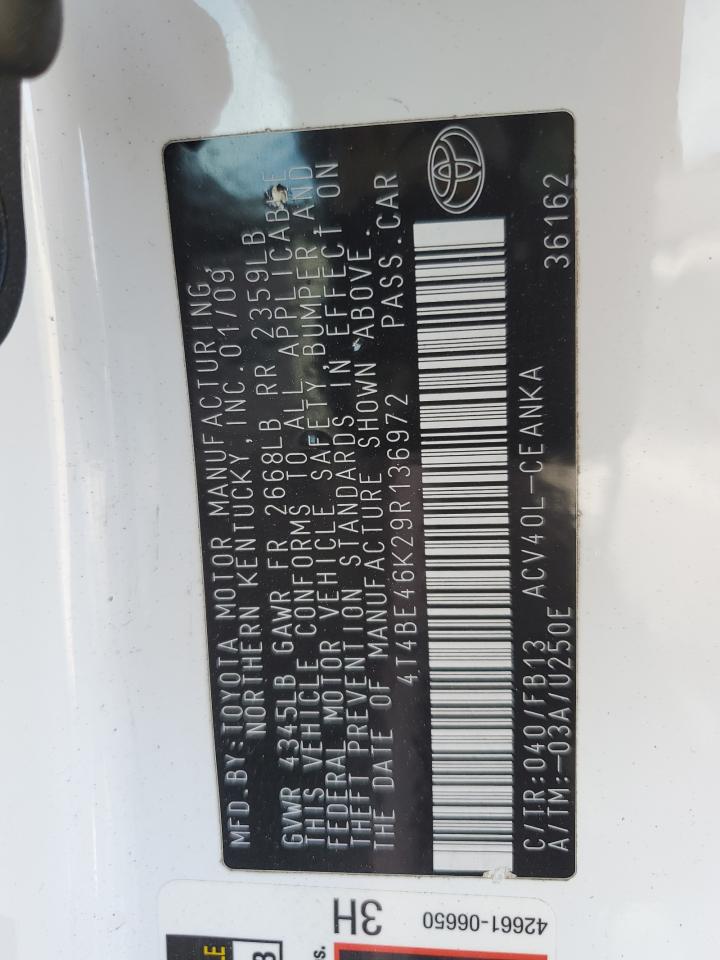 MFD.BY:TOYOTA MOTOR MANUFACTURING,
NORTHERN KENTUCKY, INC.01/09
GVWR 4345LB GAWR FR 2668LB RR 2359LB
THIS VEHICLE CONFORMS TO ALL APPLICABLE
FEDERAL MOTOR VEHICLE SAFETY, BUMPER, AND
THEFT PREVENTION STANDARDS IN EFFECT ON
THE DATE OF MANUFACTURE SHOWN ABOVE.
4T4BE46K29R136972 PASS.CAR
C/TR:040/FB13 ACV40L-CEANKA
A/TM:-03A/U250E 36162
3H
42661-06650